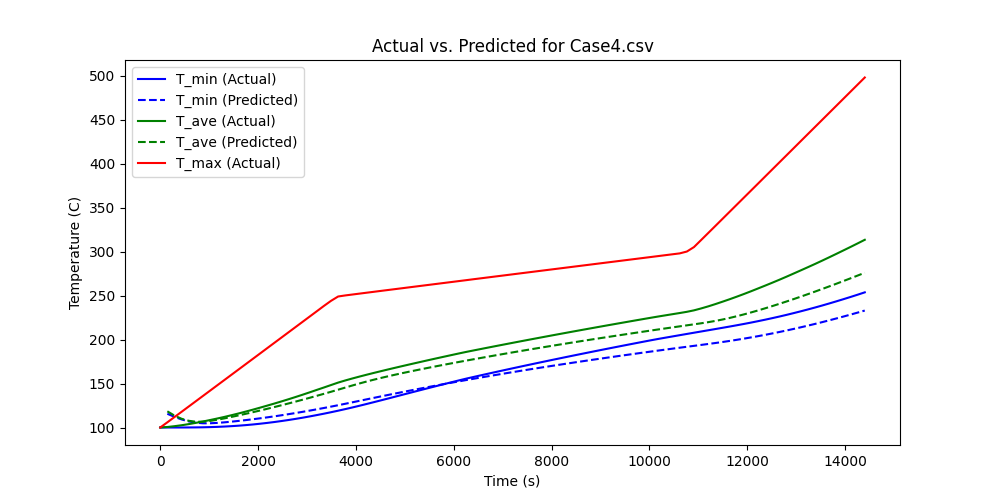 Actual vs. Predicted for Case4.csv
T_min (Actual)
T_min (Predicted)
T_ave (Actual)
T_ave (Predicted)
T_max (Actual)
Temperature (C)
500
450
400
350
300
250
200
150
100
0 2000 4000 6000 8000 10000 12000 14000
Time (s)